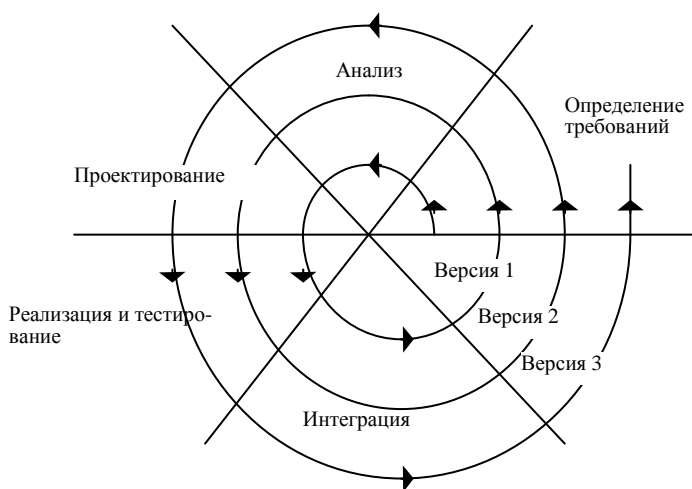 Анализ
Определение
требований
Проектирование
Версия 1
Реализация и тестиро-
вание
Версия 2
Версия 3
Интеграция